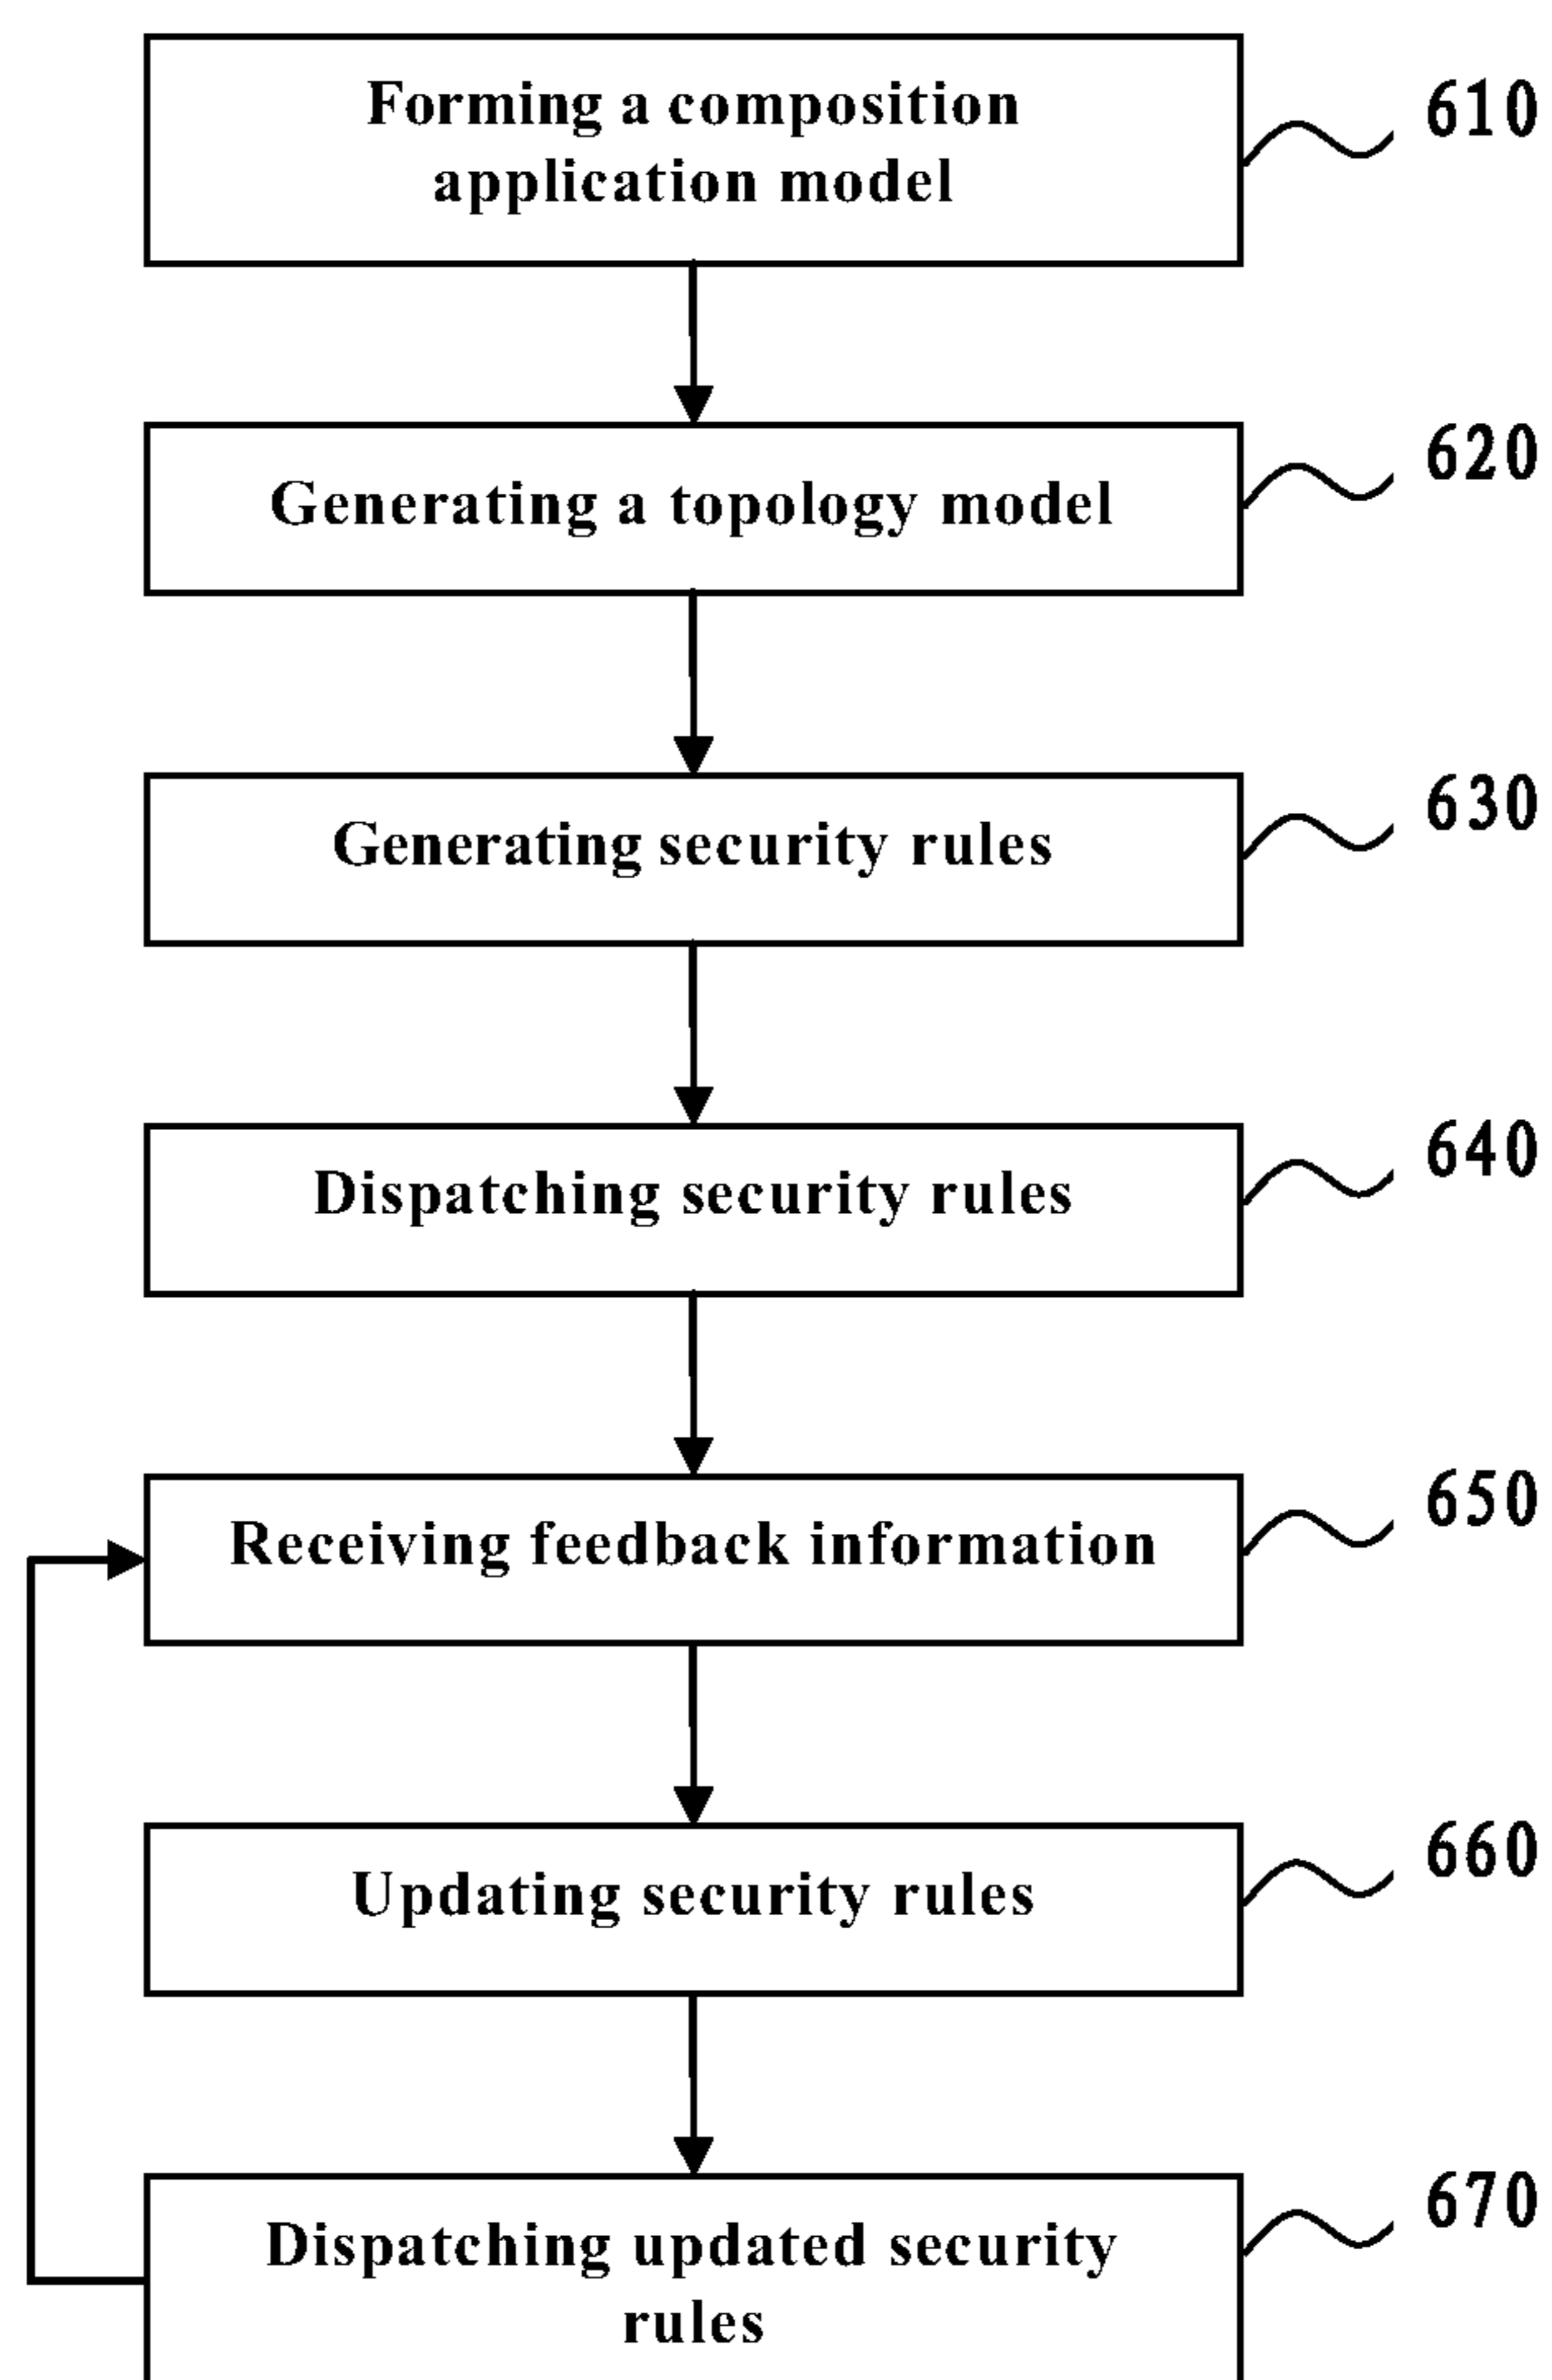 Forming a composition
application model
610
Generating a topology model
620
Generating security rules
630
Dispatching security rules
640
Receiving feedback information
650
Updating security rules
660
Dispatching updated security
rules
670